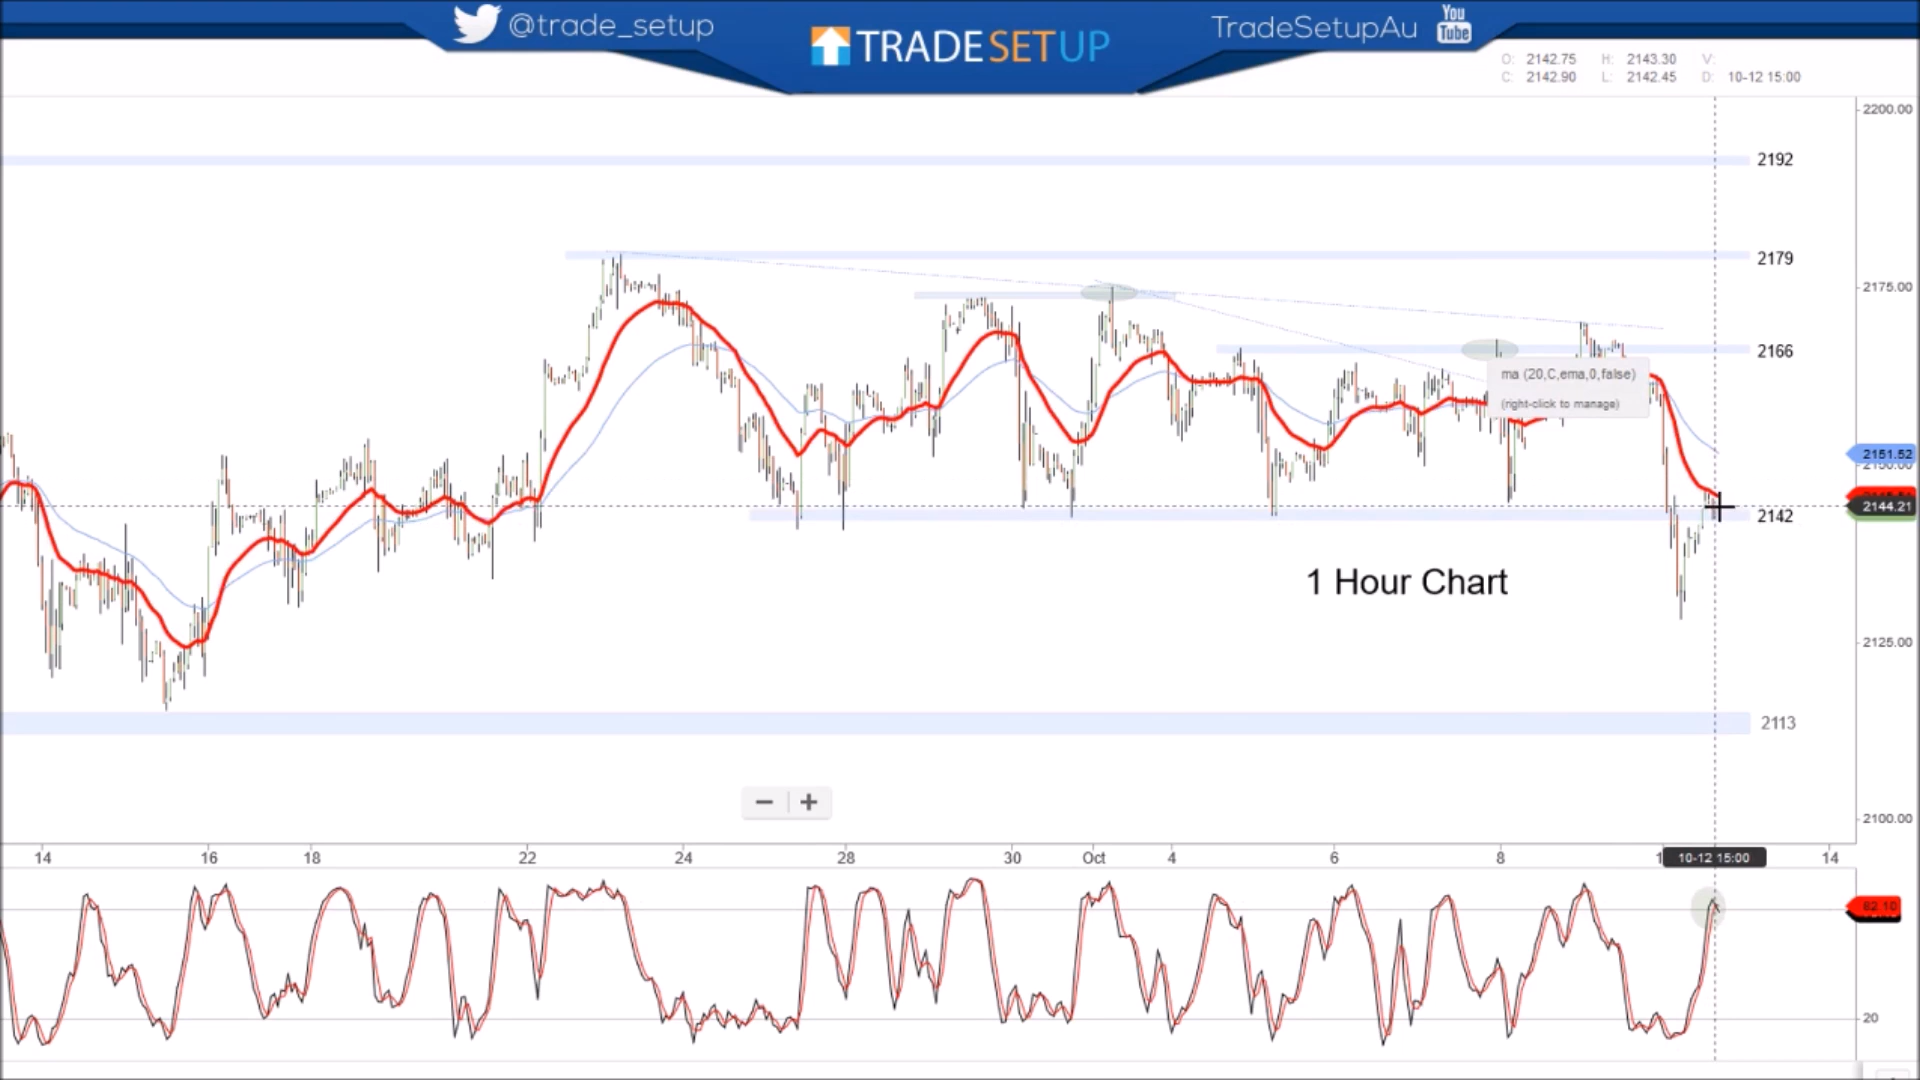 @trade_setup
TRADESETUP
TradeSetupAu
You
Tube
O: 2142.75 H: 2143.30 V:
C: 2142.90 L: 2142.45 D: 10-12 15:00
2200.00
2192
2179
2175.00
2166
ma (20,C,ema,0,false)
(right-click to manage)
2151.52
2150.00
2144.21
2142
1 Hour Chart
2125.00
2113
2100.00
14 16 18 22 24 28 30 Oct 4 6 8 10-12 15:00 14
82.10
20